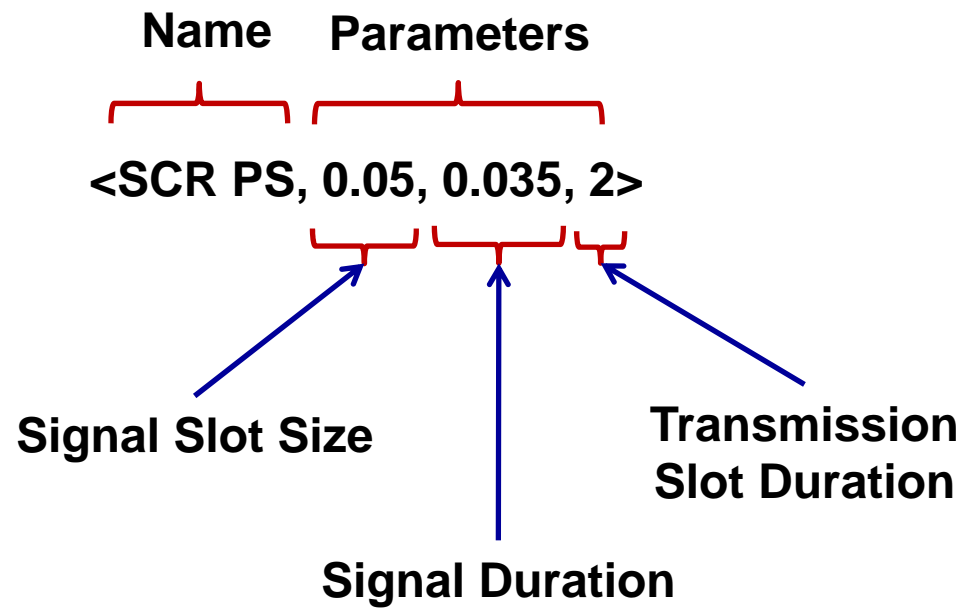 Name Parameters
<SCR PS, 0.05, 0.035, 2>
Signal Slot Size
Transmission
Slot Duration
Signal Duration